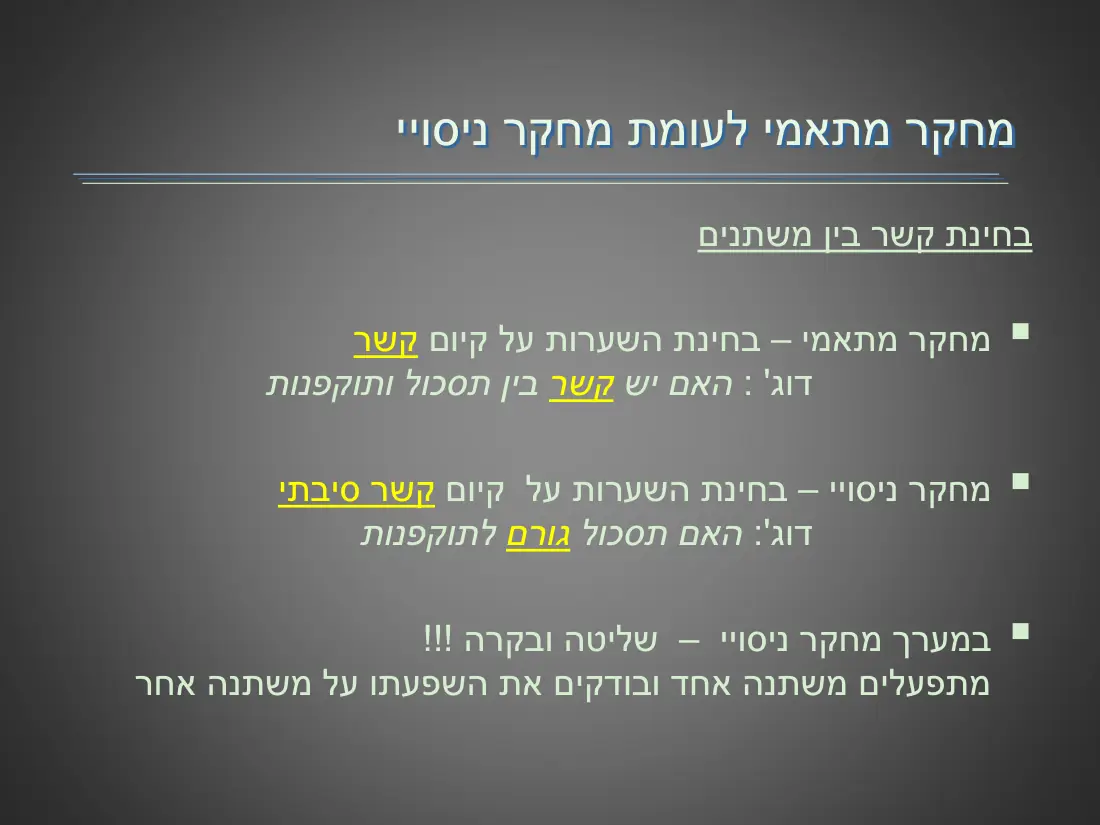 מחקר מתאמי לעומת מחקר ניסויי
בחינת קשר בין משתנים
▪ מחקר מתאמי – בחינת השערות על קיום קשר
דוג' : האם יש קשר בין תסכול ותוקפנות
▪ מחקר ניסויי – בחינת השערות על קיום קשר סיבתי
דוג': האם תסכול גורם לתוקפנות
▪ במערך מחקר ניסויי – שליטה ובקרה !!!
מתפעלים משתנה אחד ובודקים את השפעתו על משתנה אחר